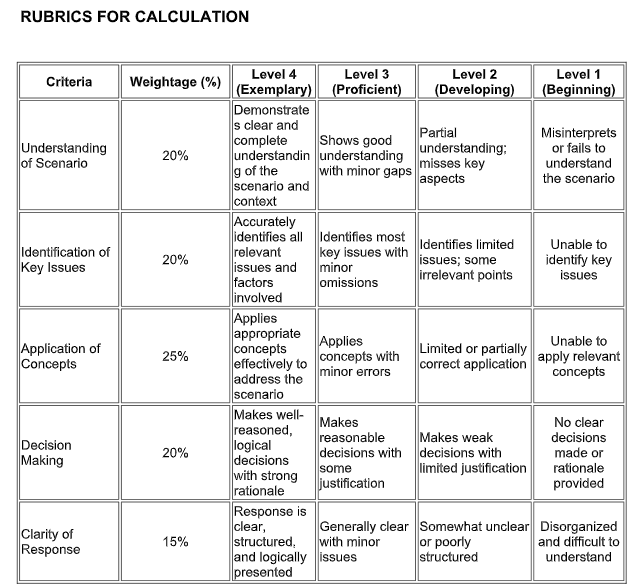 RUBRICS FOR CALCULATION
Criteria
Weightage (%)
Level 4
(Exemplary)
Level 3
(Proficient)
Level 2
(Developing)
Level 1
(Beginning)
Understanding
of Scenario
20%
Demonstrate
s clear and
complete
understandin
g of the
scenario and
context
Shows good
understanding
with minor gaps
Partial
understanding;
misses key
aspects
Misinterprets
or fails to
understand
the scenario
Identification of
Key Issues
20%
Accurately
identifies all
relevant
issues and
factors
involved
Identifies most
key issues with
minor
omissions
Identifies limited
issues; some
irrelevant points
Unable to
identify key
issues
Application of
Concepts
25%
Applies
appropriate
concepts
effectively to
address the
scenario
Applies
concepts with
minor errors
Limited or partially
correct application
Unable to
apply relevant
concepts
Decision
Making
20%
Makes well-
reasoned,
logical
decisions
with strong
rationale
Makes
reasonable
decisions with
some
justification
Makes weak
decisions with
limited justification
No clear
decisions
made or
rationale
provided
Clarity of
Response
15%
Response is
clear,
structured,
and logically
presented
Generally clear
with minor
issues
Somewhat unclear
or poorly
structured
Disorganized
and difficult to
understand